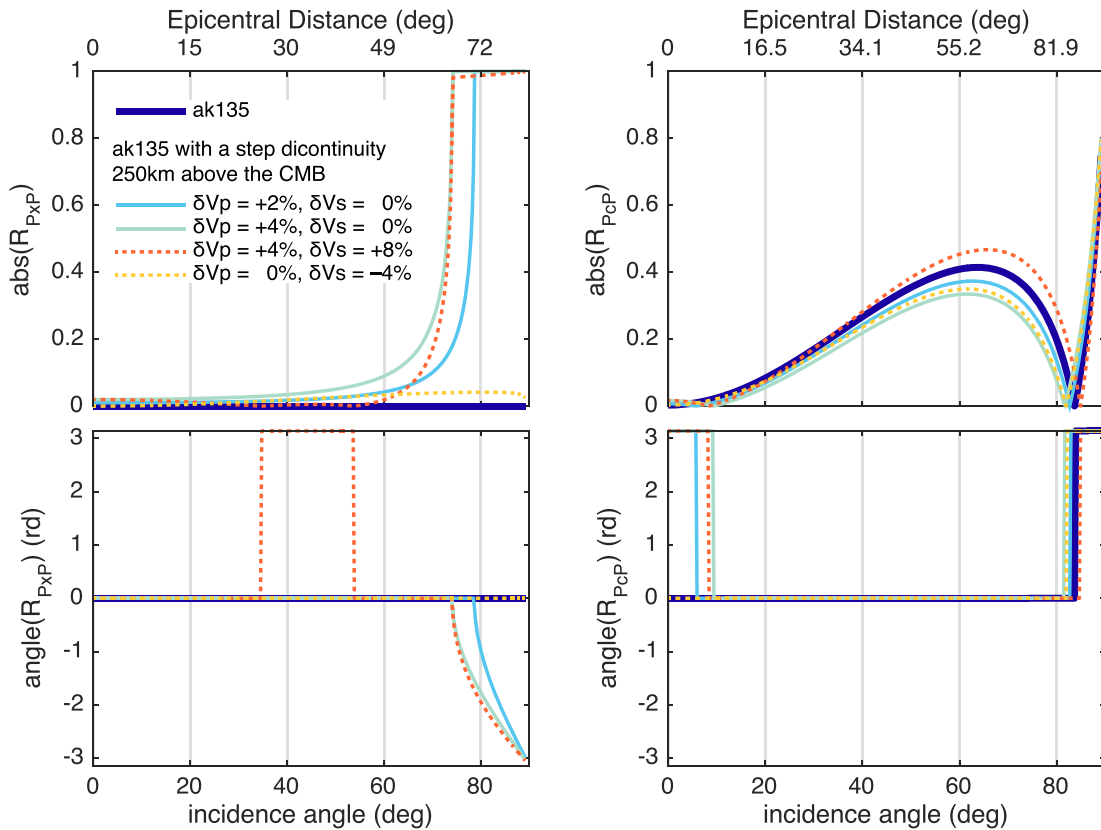 Epicentral Distance (deg)
0 15 30 49 72
1
0.8
0.6
0.4
0.2
0
abs(R_PxP)
ak135
ak135 with a step dicontinuity
250km above the CMB
δVp = +2%, δVs = 0%
δVp = +4%, δVs = 0%
δVp = +4%, δVs = +8%
δVp = 0%, δVs = −4%
Epicentral Distance (deg)
0 16.5 34.1 55.2 81.9
1
0.8
0.6
0.4
0.2
0
abs(R_PcP)
3
2
1
0
-1
-2
-3
angle(R_PxP) (rd)
0 20 40 60 80
incidence angle (deg)
3
2
1
0
-1
-2
-3
angle(R_PcP) (rd)
0 20 40 60 80
incidence angle (deg)